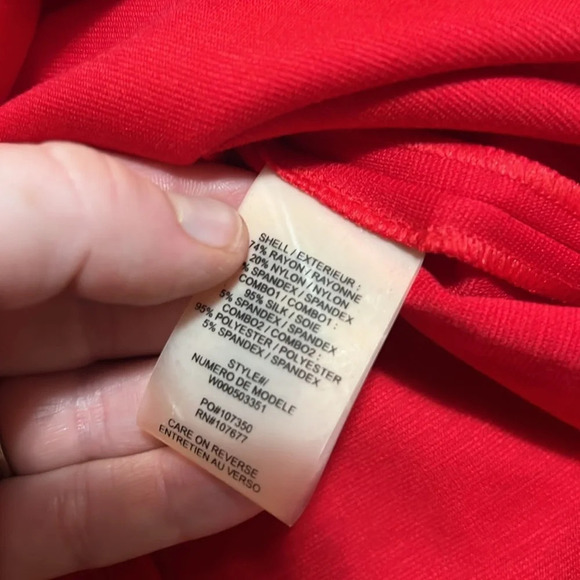 SHELL / EXTERIEUR :
74% RAYON / RAYONNE
20% NYLON / NYLON
% SPANDEX / SPANDEX
COMBO1 / COMBO1 :
95% SILK / SOIE
5% SPANDEX / SPANDEX
COMBO2 / COMBO2 :
95% POLYESTER / POLYESTER
5% SPANDEX / SPANDEX
STYLE#/
NUMERO DE MODELE
W000503351
PO#107350
RN#107677
CARE ON REVERSE
ENTRETIEN AU VERSO